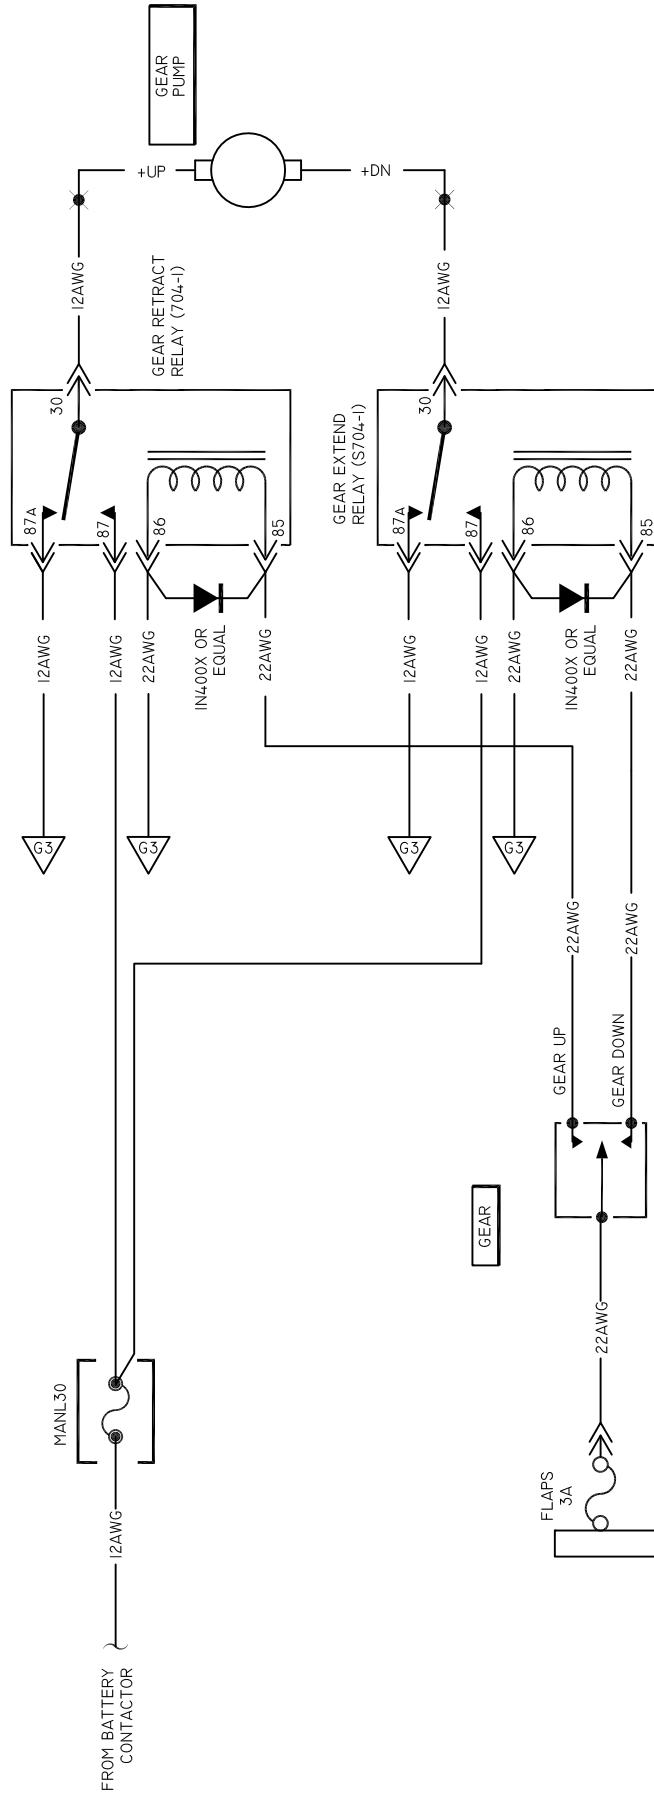 GEAR
PUMP
+UP
+DN
12AWG
12AWG
GEAR RETRACT
RELAY (704-1)
30
87A
87
86
85
GEAR EXTEND
RELAY (S704-1)
30
87A
87
86
85
12AWG
12AWG
22AWG
IN400X OR
EQUAL
22AWG
12AWG
12AWG
22AWG
IN400X OR
EQUAL
22AWG
G3
G3
G3
G3
22AWG
22AWG
GEAR UP
GEAR DOWN
GEAR
22AWG
MANL30
FLAPS
3A
12AWG
FROM BATTERY
CONTACTOR